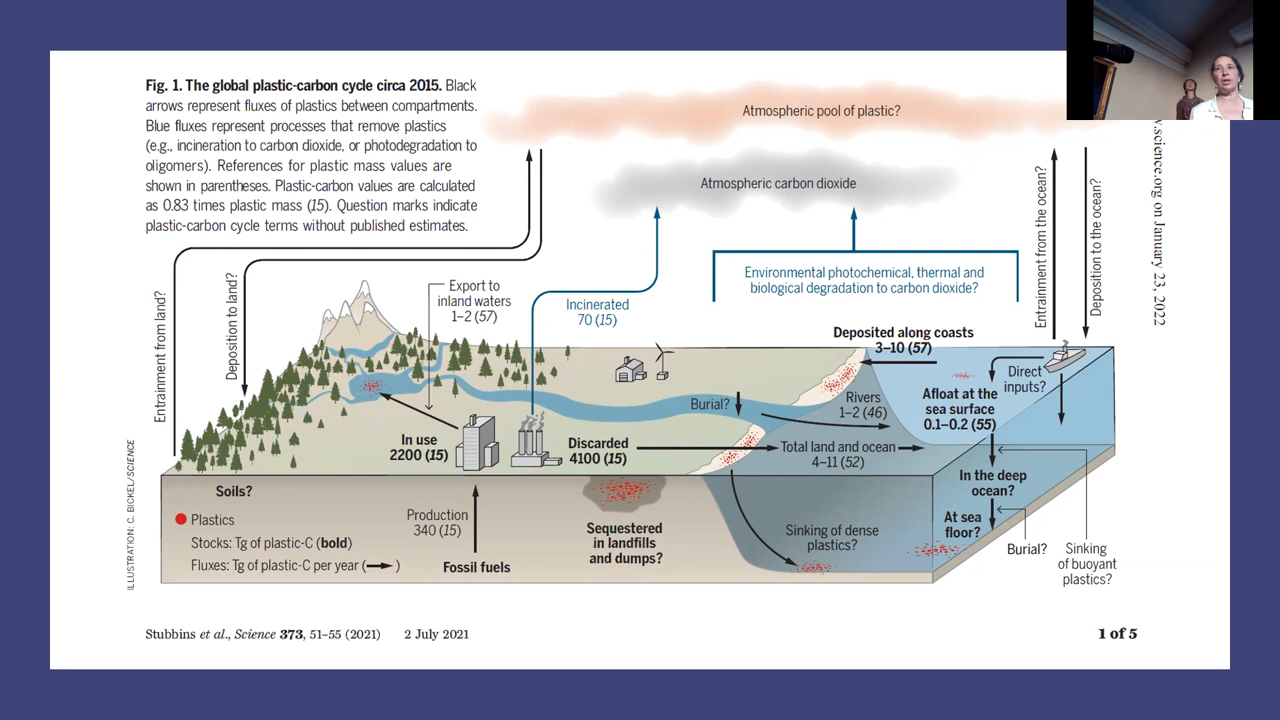 Fig. 1. The global plastic-carbon cycle circa 2015. Black
arrows represent fluxes of plastics between compartments.
Blue fluxes represent processes that remove plastics
(e.g., incineration to carbon dioxide, or photodegradation to
oligomers). References for plastic mass values are
shown in parentheses. Plastic-carbon values are calculated
as 0.83 times plastic mass (15). Question marks indicate
plastic-carbon cycle terms without published estimates.
Atmospheric pool of plastic?
Atmospheric carbon dioxide
Environmental photochemical, thermal and
biological degradation to carbon dioxide?
Entrainment from land?
Deposition to land?
Export to
inland waters
1–2 (57)
Incinerated
70 (15)
Entrainment from the ocean?
Deposition to the ocean?
.science.org on January 23, 2022
Deposited along coasts
3–10 (57)
Direct
inputs?
Burial?
Rivers
1–2 (46)
Afloat at the
sea surface
0.1–0.2 (55)
In use
2200 (15)
Discarded
4100 (15)
Total land and ocean
4–11 (52)
In the deep
ocean?
At sea
floor?
Burial?
Sinking
of buoyant
plastics?
Soils?
Plastics
Stocks: Tg of plastic-C (bold)
Fluxes: Tg of plastic-C per year ( )
Production
340 (15)
Fossil fuels
Sequestered
in landfills
and dumps?
Sinking of dense
plastics?
ILLUSTRATION: C. BICKEL/SCIENCE
Stubbins et al., Science 373, 51–55 (2021) 2 July 2021
1 of 5